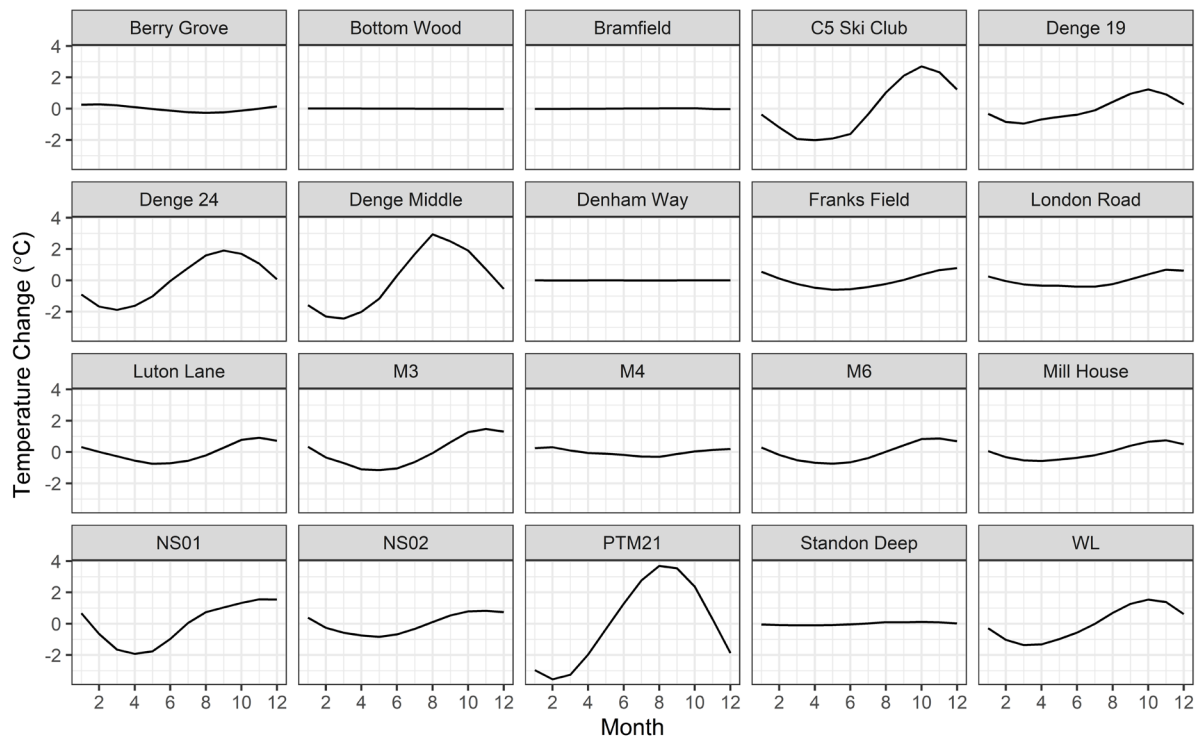 Berry Grove Bottom Wood Bramfield C5 Ski Club Denge 19
4
2
0
-2
Denge 24 Denge Middle Denham Way Franks Field London Road
4
2
0
-2
Luton Lane M3 M4 M6 Mill House
4
2
0
-2
NS01 NS02 PTM21 Standon Deep WL
4
2
0
-2
2 4 6 8 10 12 2 4 6 8 10 12 2 4 6 8 10 12 2 4 6 8 10 12 2 4 6 8 10 12
Month
Temperature Change (°C)